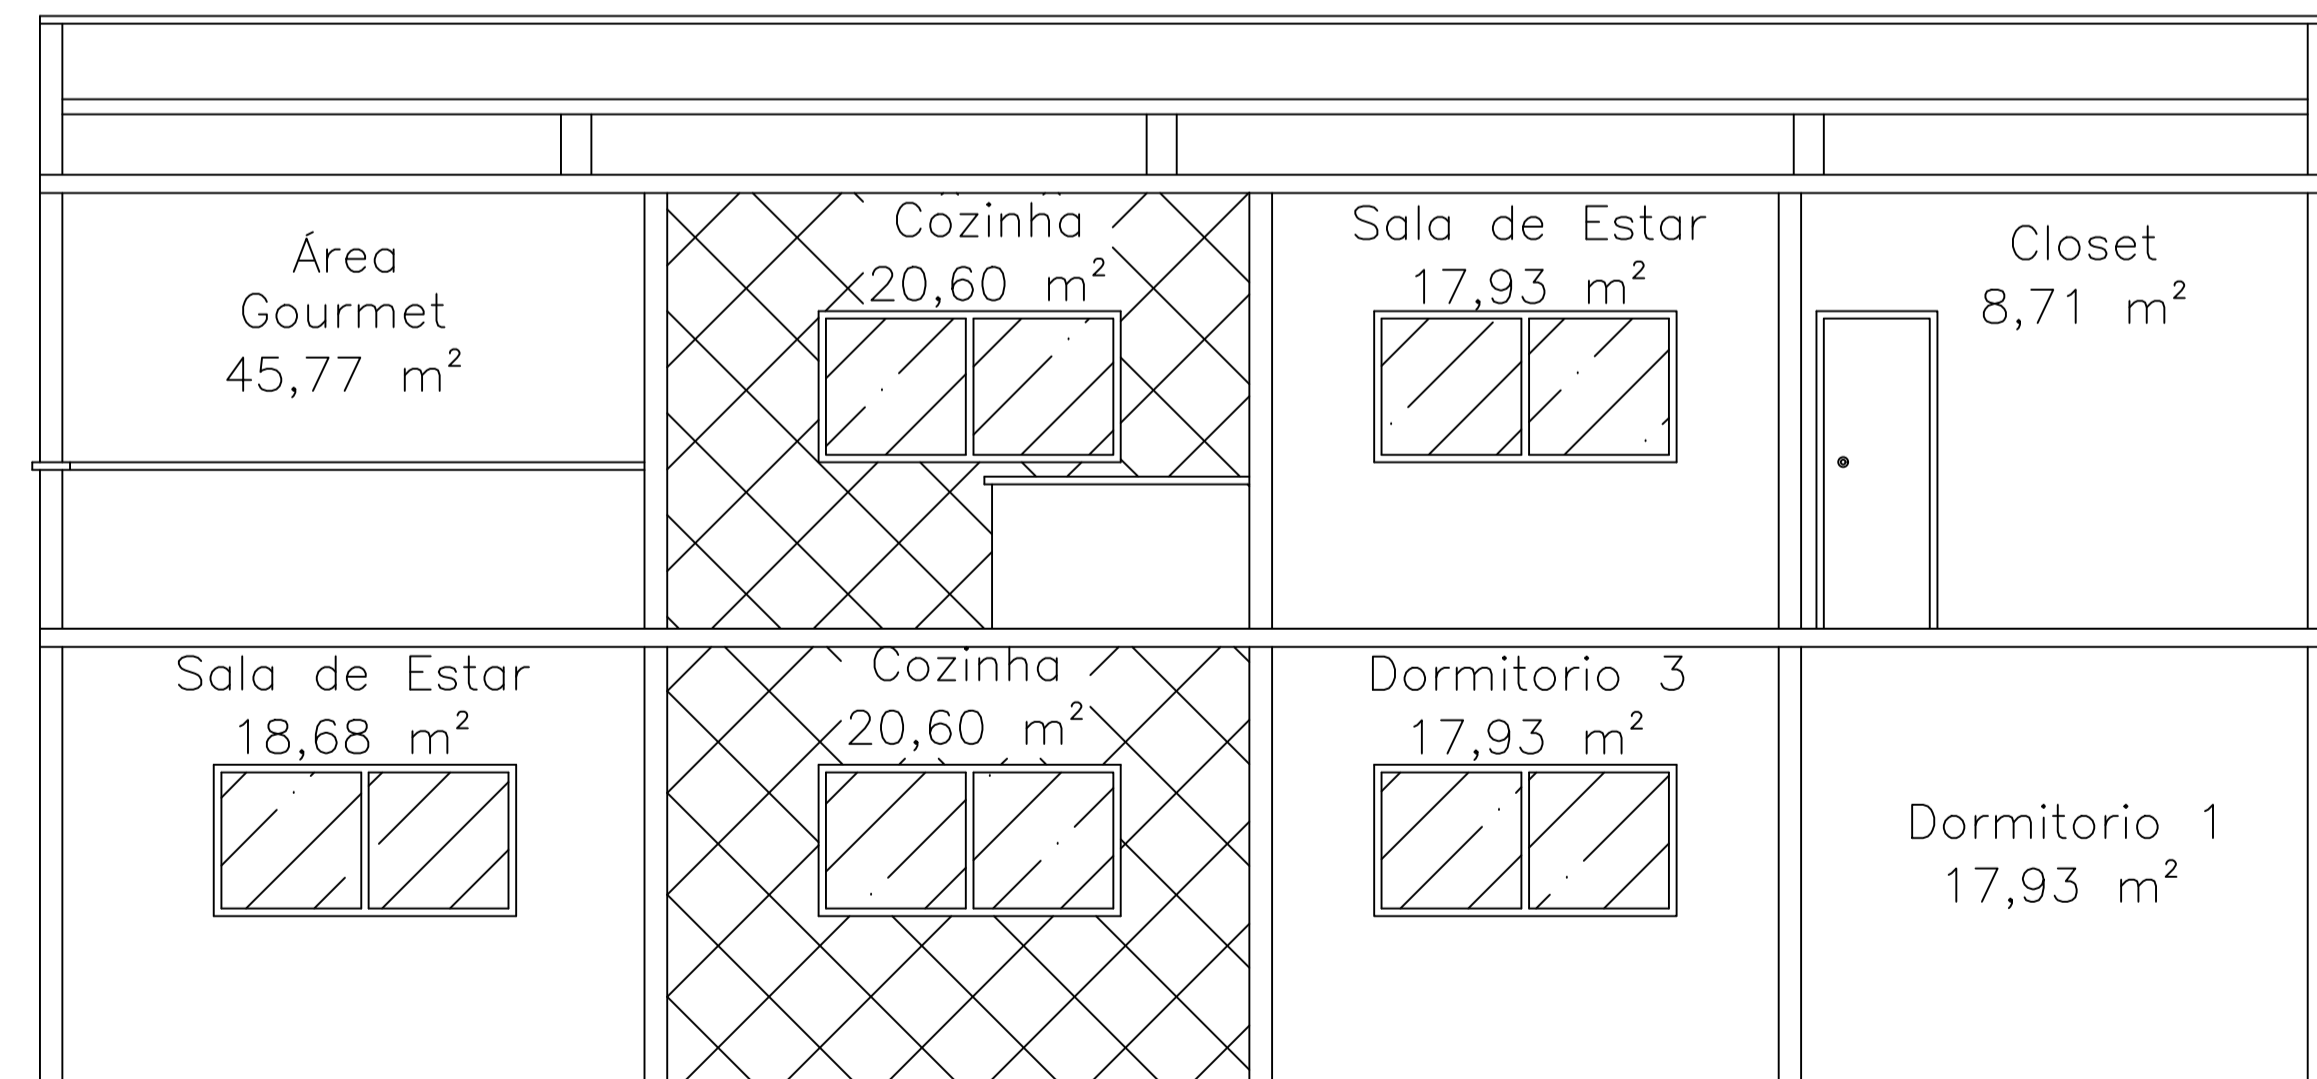 Área
Gourmet
45,77 m²
Cozinha
20,60 m²
Sala de Estar
17,93 m²
Closet
8,71 m²
Sala de Estar
18,68 m²
Cozinha
20,60 m²
Dormitorio 3
17,93 m²
Dormitorio 1
17,93 m²